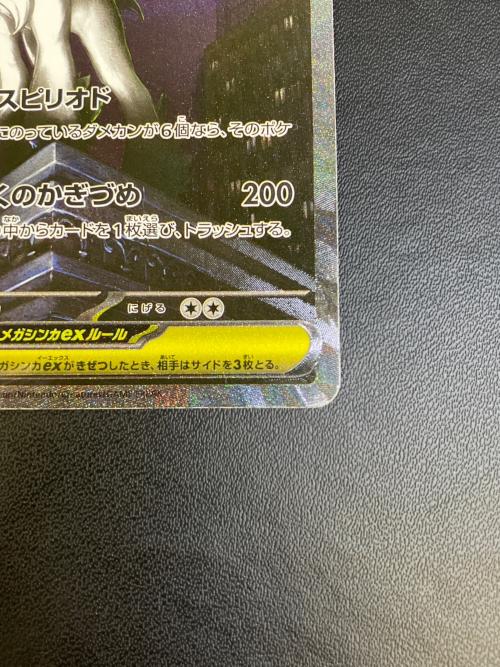 スピリオド
にのっているダメカンが6個なら、そのポケ
くのかぎづめ 200
の中からカードを1枚選び、トラッシュする。
にげる
メガシンカexルール
ガシンカexがきぜつしたとき、相手はサイドを3枚とる。